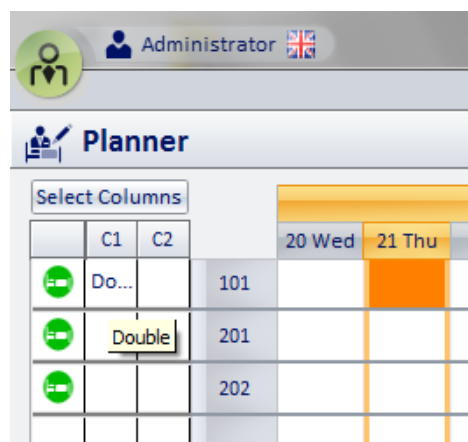 Administrator
Planner
Select Columns
C1 C2 20 Wed 21 Thu
Do... 101
Double 201
202